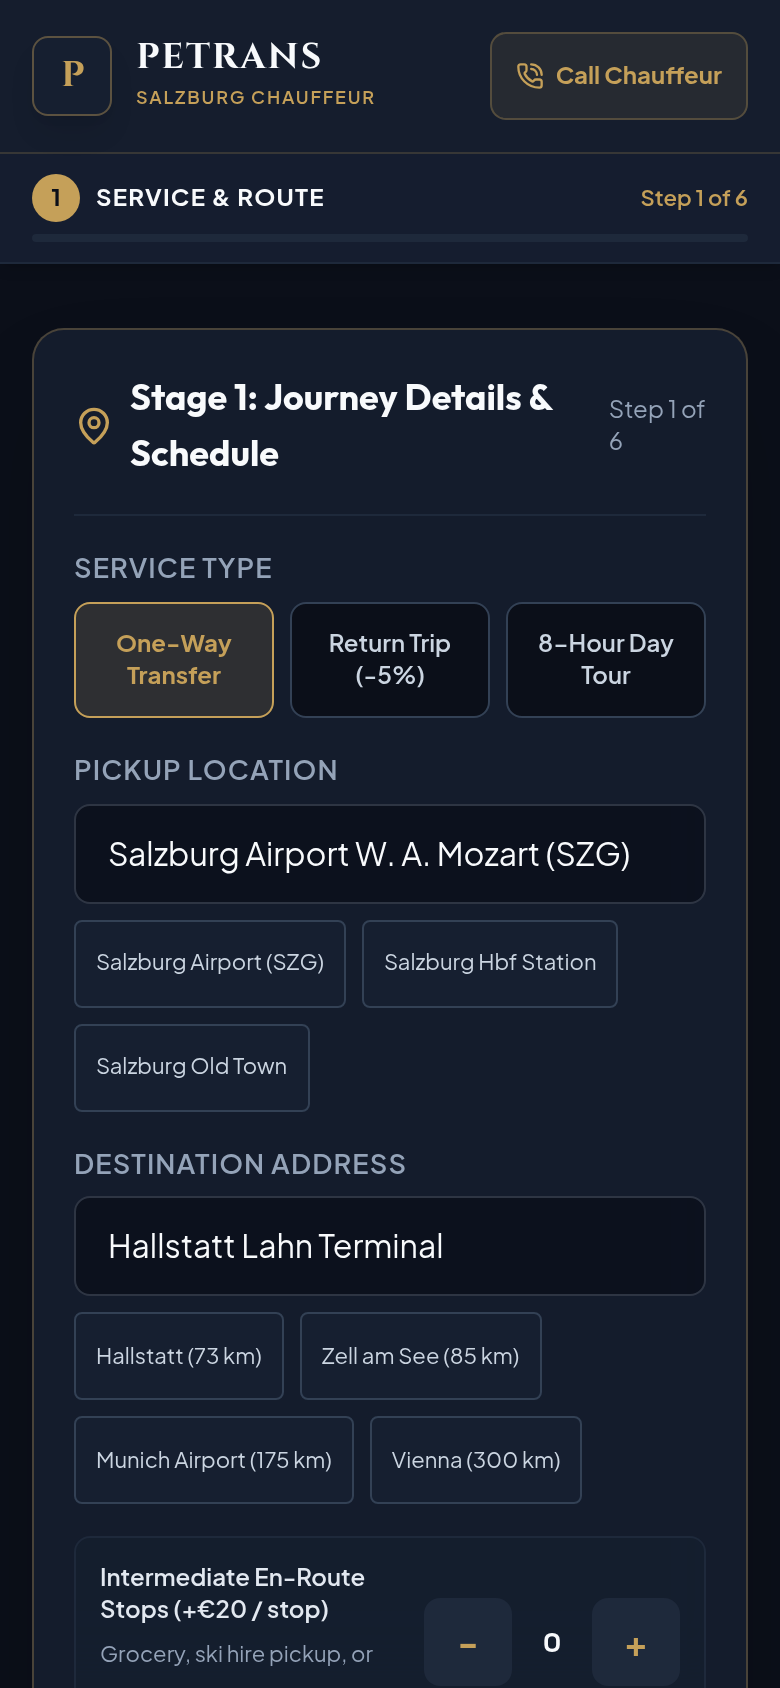 P
PETRANS
SALZBURG CHAUFFEUR
Call Chauffeur
1
SERVICE & ROUTE
Step 1 of 6
Stage 1: Journey Details &
Schedule
Step 1 of
6
SERVICE TYPE
One-Way
Transfer
Return Trip
(-5%)
8-Hour Day
Tour
PICKUP LOCATION
Salzburg Airport W. A. Mozart (SZG)
Salzburg Airport (SZG)
Salzburg Hbf Station
Salzburg Old Town
DESTINATION ADDRESS
Hallstatt Lahn Terminal
Hallstatt (73 km)
Zell am See (85 km)
Munich Airport (175 km)
Vienna (300 km)
Intermediate En-Route
Stops (+€20 / stop)
Grocery, ski hire pickup, or
-
0
+